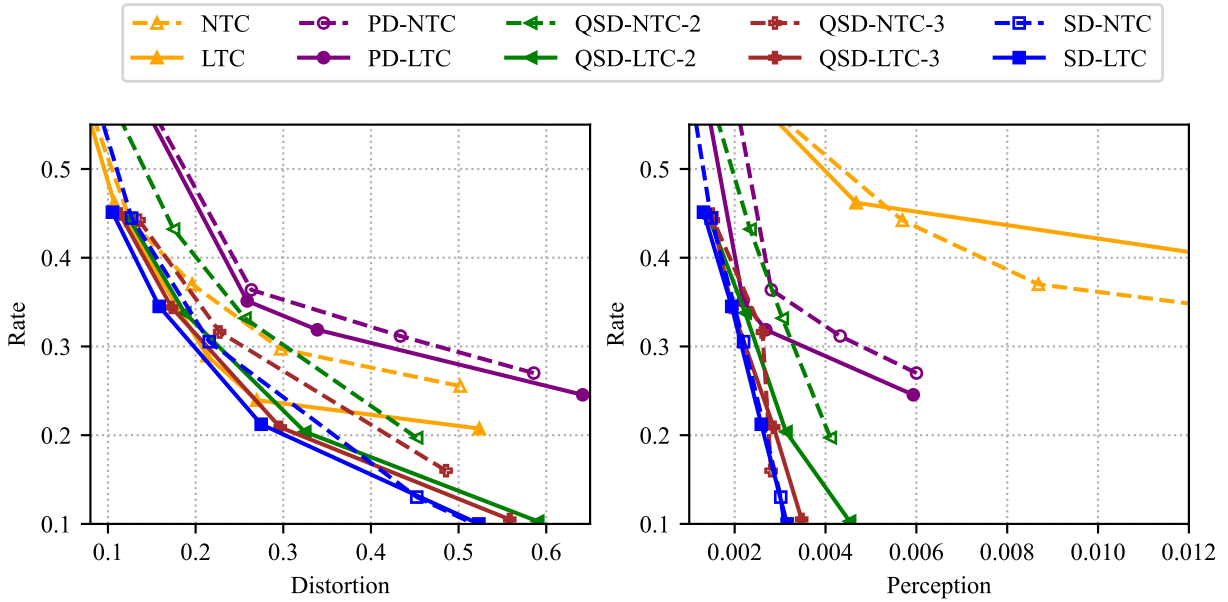 NTC PD-NTC QSD-NTC-2 QSD-NTC-3 SD-NTC
LTC PD-LTC QSD-LTC-2 QSD-LTC-3 SD-LTC
0.5
0.4
0.3
0.2
0.1
Rate
0.1 0.2 0.3 0.4 0.5 0.6
Distortion
0.5
0.4
0.3
0.2
0.1
Rate
0.002 0.004 0.006 0.008 0.010 0.012
Perception